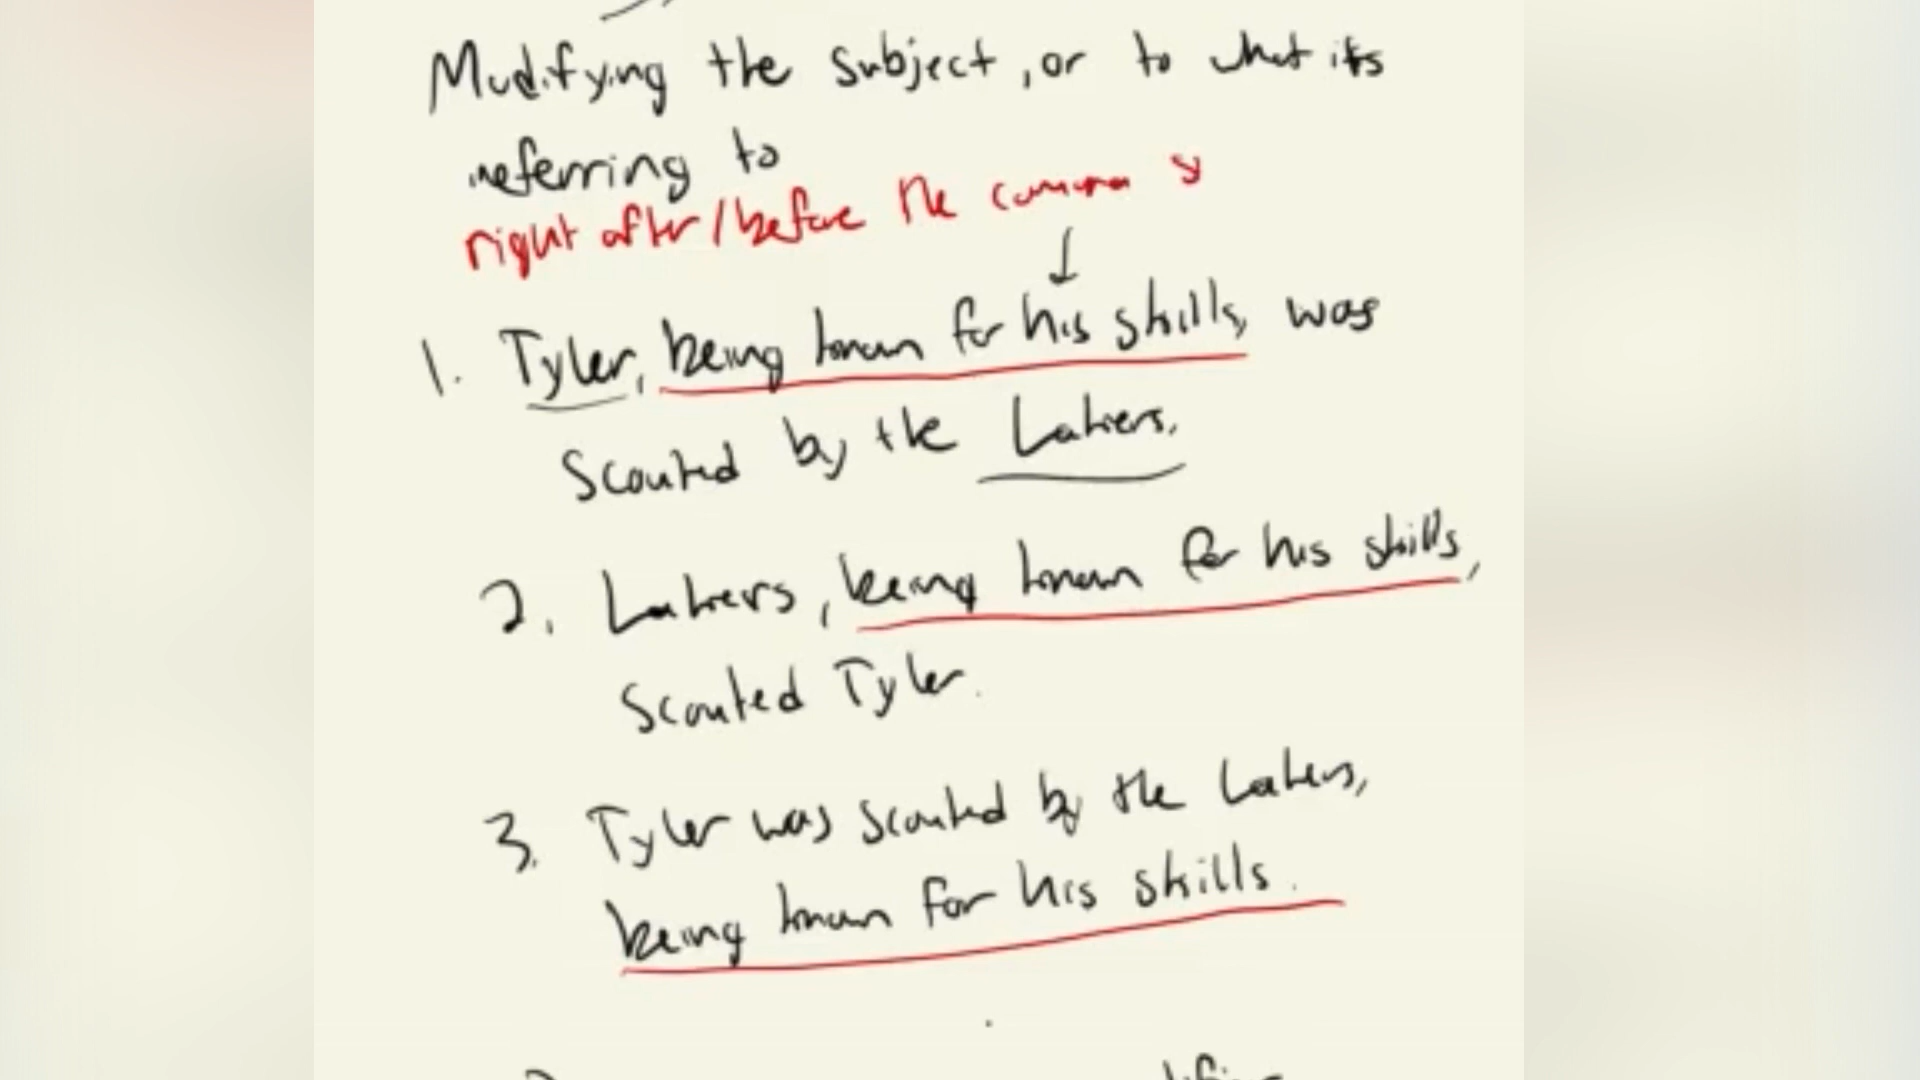 Modifying the subject, or to what its
referring to
right after/before the comma
1. Tyler, being known for his skills, was
Scouted by the Lakers.
2. Lakers, being known for his skills,
Scouted Tyler.
3. Tyler was scouted by the Lakers,
being known for his skills.